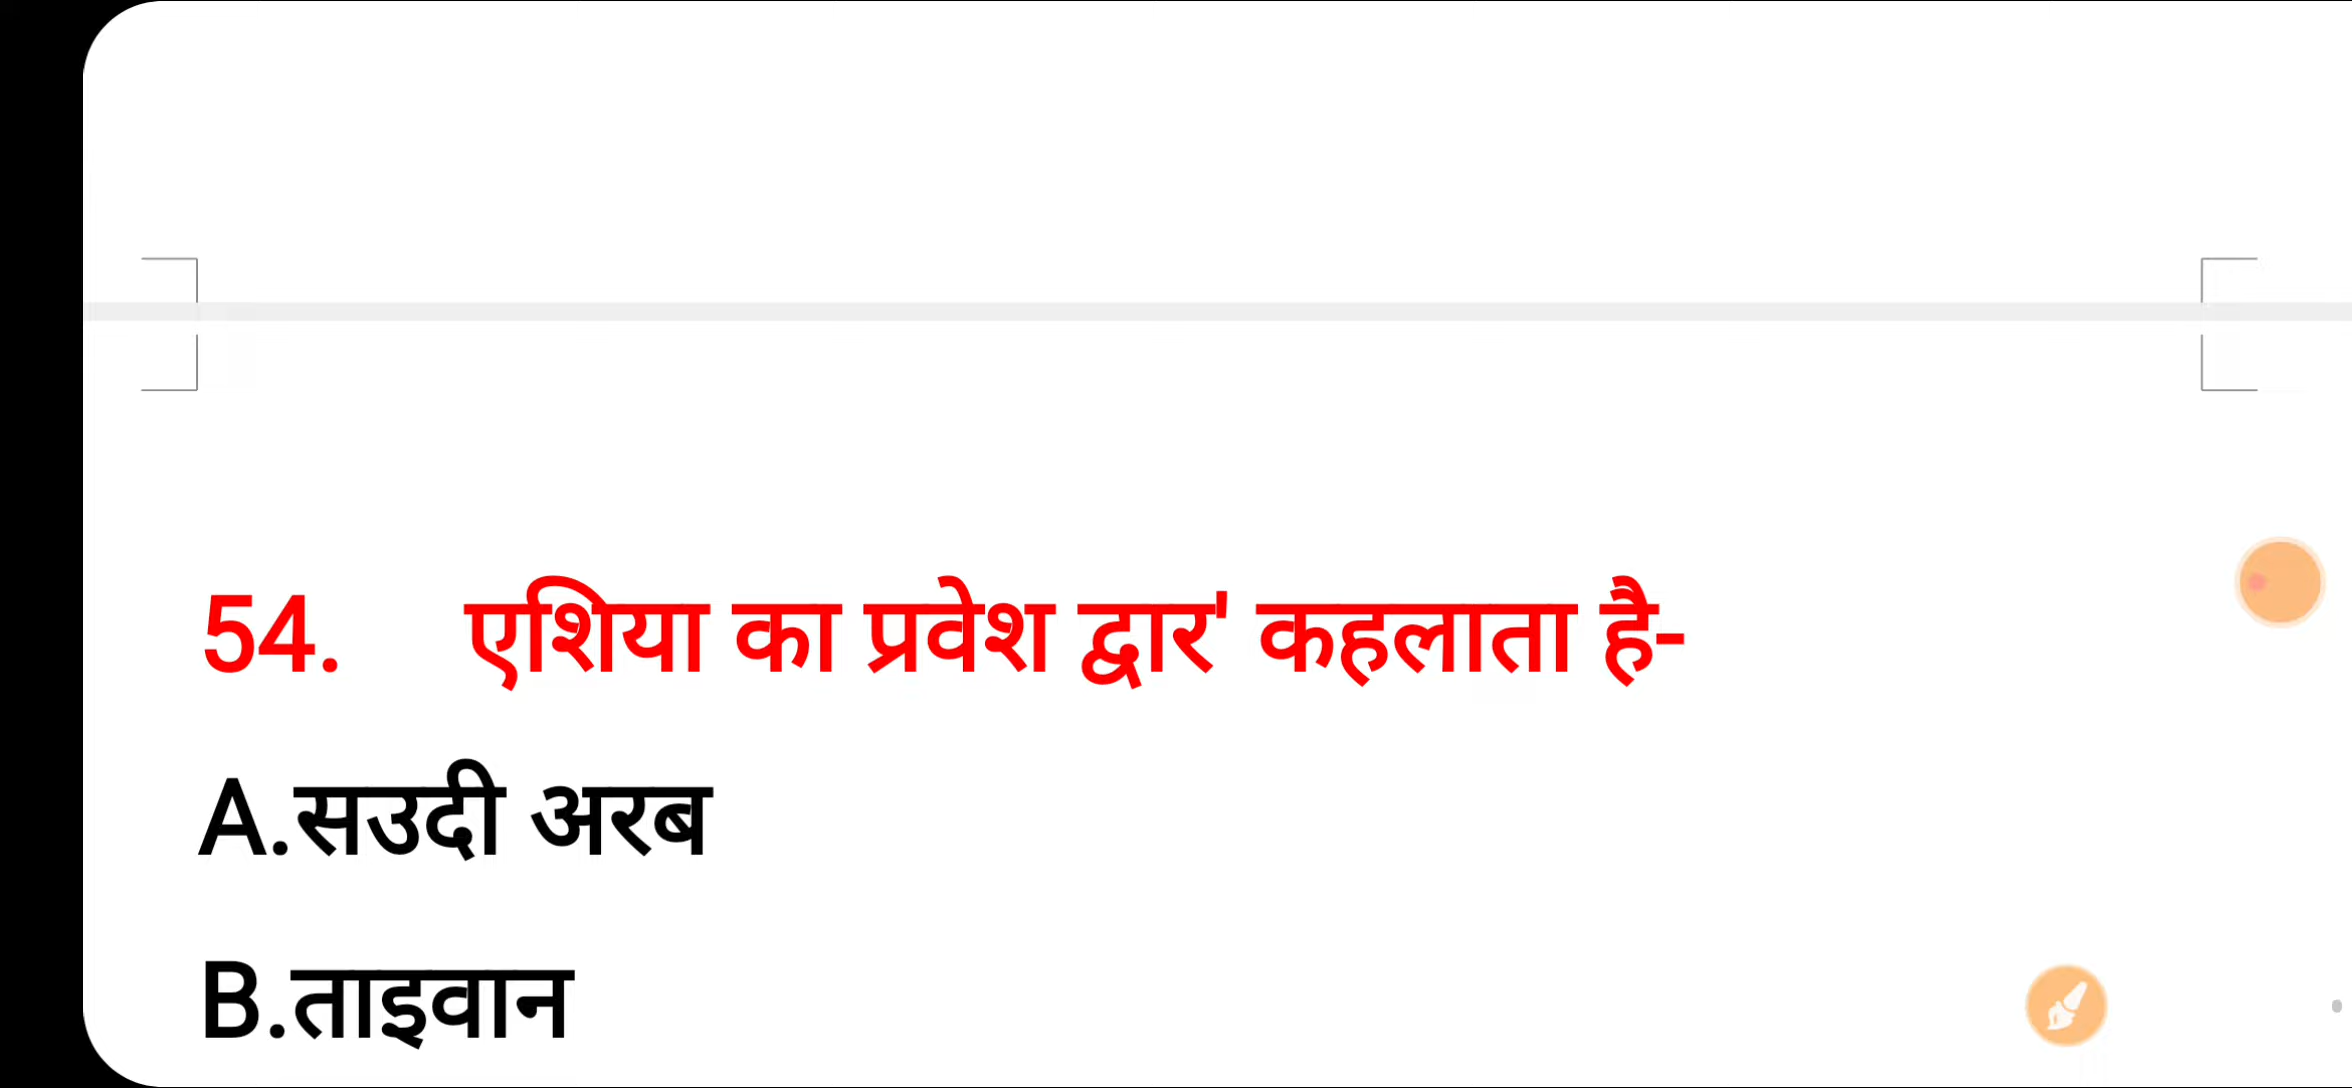 54. एशिया का प्रवेश द्वार' कहलाता है-
A.सउदी अरब
B.ताइवान